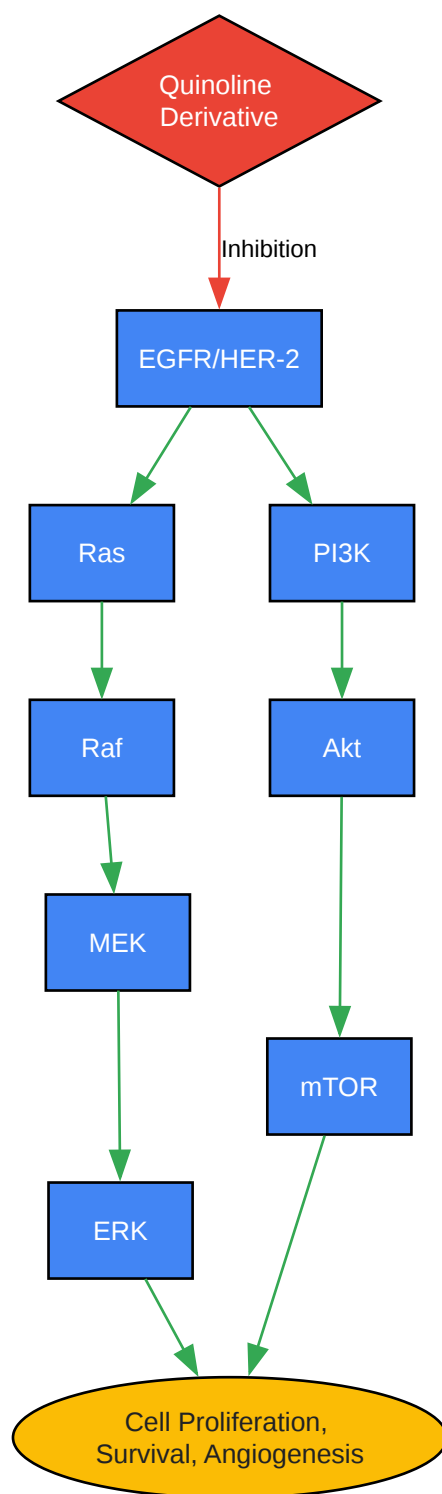 Quinoline
Derivative
Inhibition
EGFR/HER-2
Ras
PI3K
Raf
Akt
MEK
mTOR
ERK
Cell Proliferation,
Survival, Angiogenesis